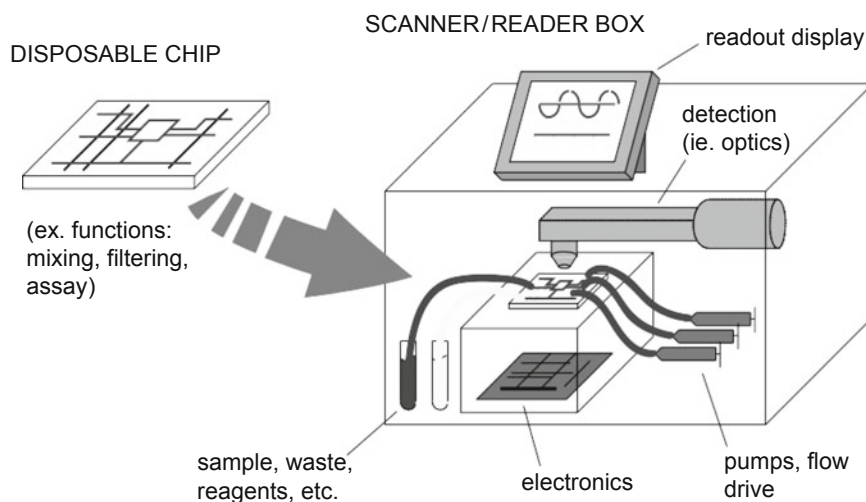 DISPOSABLE CHIP
(ex. functions:
mixing, filtering,
assay)
SCANNER/READER BOX
readout display
detection
(ie. optics)
sample, waste,
reagents, etc.
electronics
pumps, flow
drive